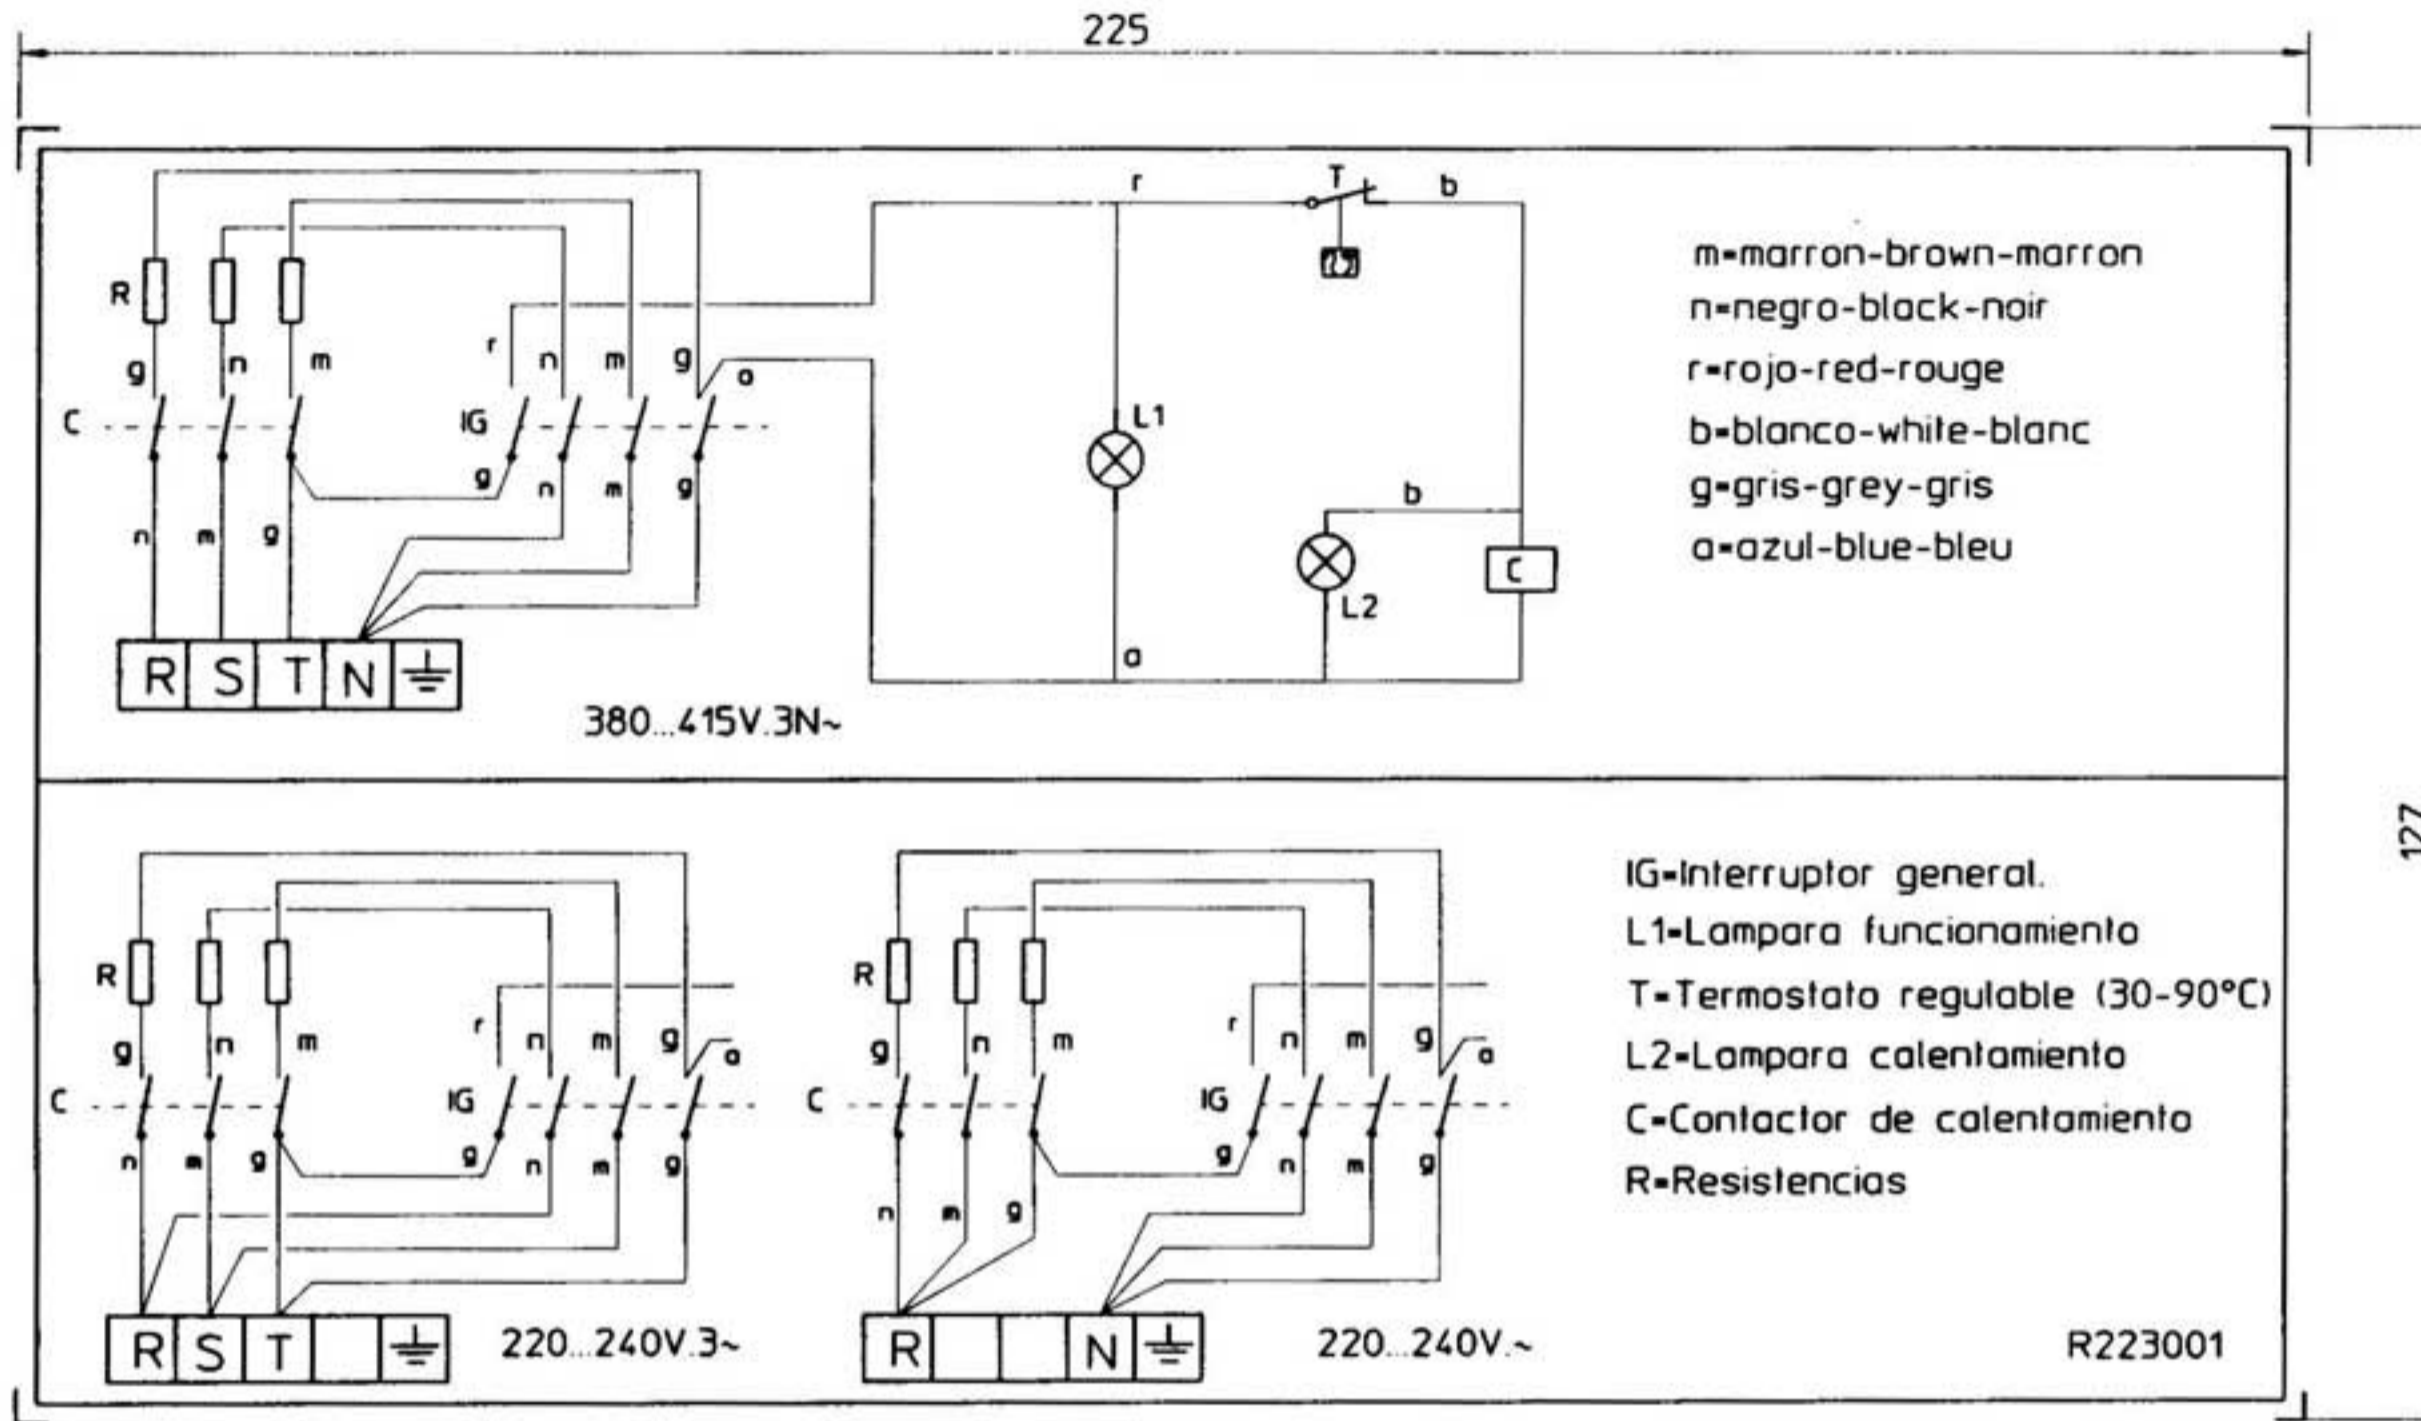 225
r T b
m=marron-brown-marron
n=negro-black-noir
r=rojo-red-rouge
b=blanco-white-blanc
g=gris-grey-gris
a=azul-blue-bleu
R
g n m r n m g a
C IG L1
g n m g
n m g
b
C
L2
a
R S T N
380...415V.3N~
127
IG=Interruptor general.
L1=Lampara funcionamiento
T=Termostato regulable (30-90°C)
L2=Lampara calentamiento
C=Contactor de calentamiento
R=Resistencias
R
g n m r n m g a
C IG
n m g g n m g
R S T
220...240V.3~
R
g n m r n m g a
C IG
g n m g
n m g
R N
220...240V.~
R223001